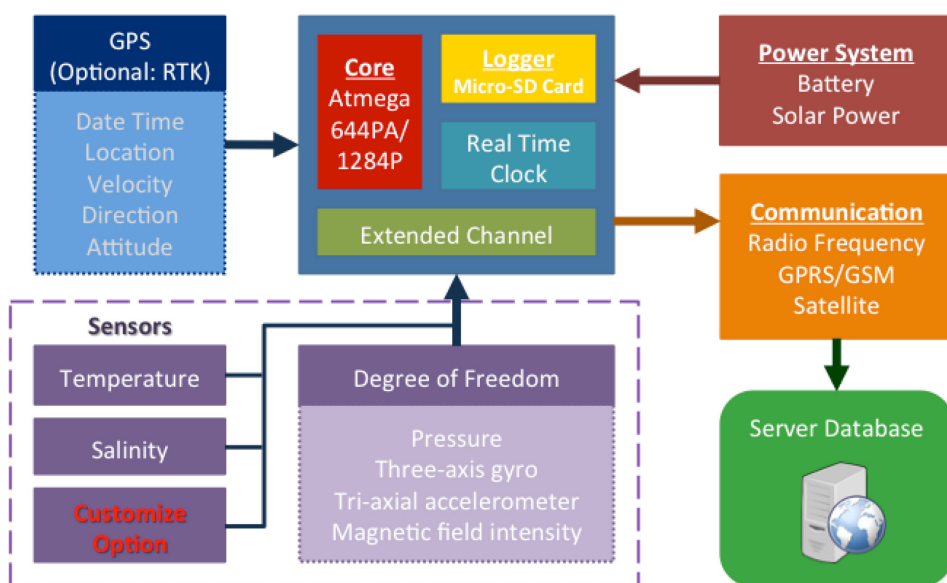 GPS
(Optional: RTK)
Date Time
Location
Velocity
Direction
Attitude
Core
Atmega
644PA/
1284P
Logger
Micro-SD Card
Real Time
Clock
Extended Channel
Power System
Battery
Solar Power
Communication
Radio Frequency
GPRS/GSM
Satellite
Server Database
Sensors
Temperature
Salinity
Customize
Option
Degree of Freedom
Pressure
Three-axis gyro
Tri-axial accelerometer
Magnetic field intensity